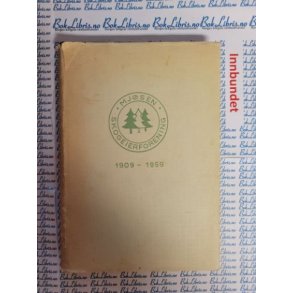 MJØSEN
SKOGEIERFORENING
1909 - 1959
Innbundet
BokLibris.no